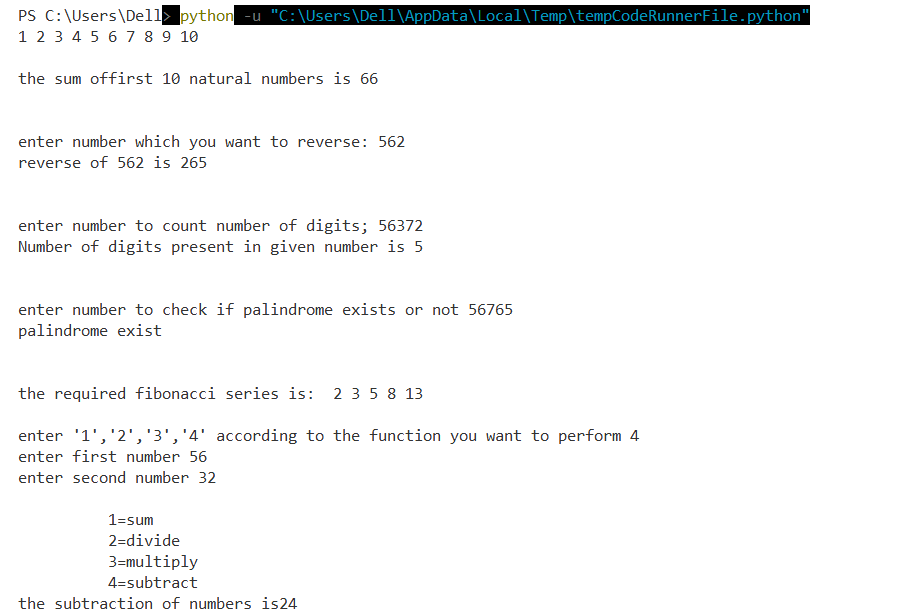 PS C:\Users\Dell> python -u "C:\Users\Dell\AppData\Local\Temp\tempCodeRunnerFile.python"
1 2 3 4 5 6 7 8 9 10
the sum offirst 10 natural numbers is 66
enter number which you want to reverse: 562
reverse of 562 is 265
enter number to count number of digits; 56372
Number of digits present in given number is 5
enter number to check if palindrome exists or not 56765
palindrome exist
the required fibonacci series is:  2 3 5 8 13
enter '1','2','3','4' according to the function you want to perform 4
enter first number 56
enter second number 32
1=sum
2=divide
3=multiply
4=subtract
the subtraction of numbers is24